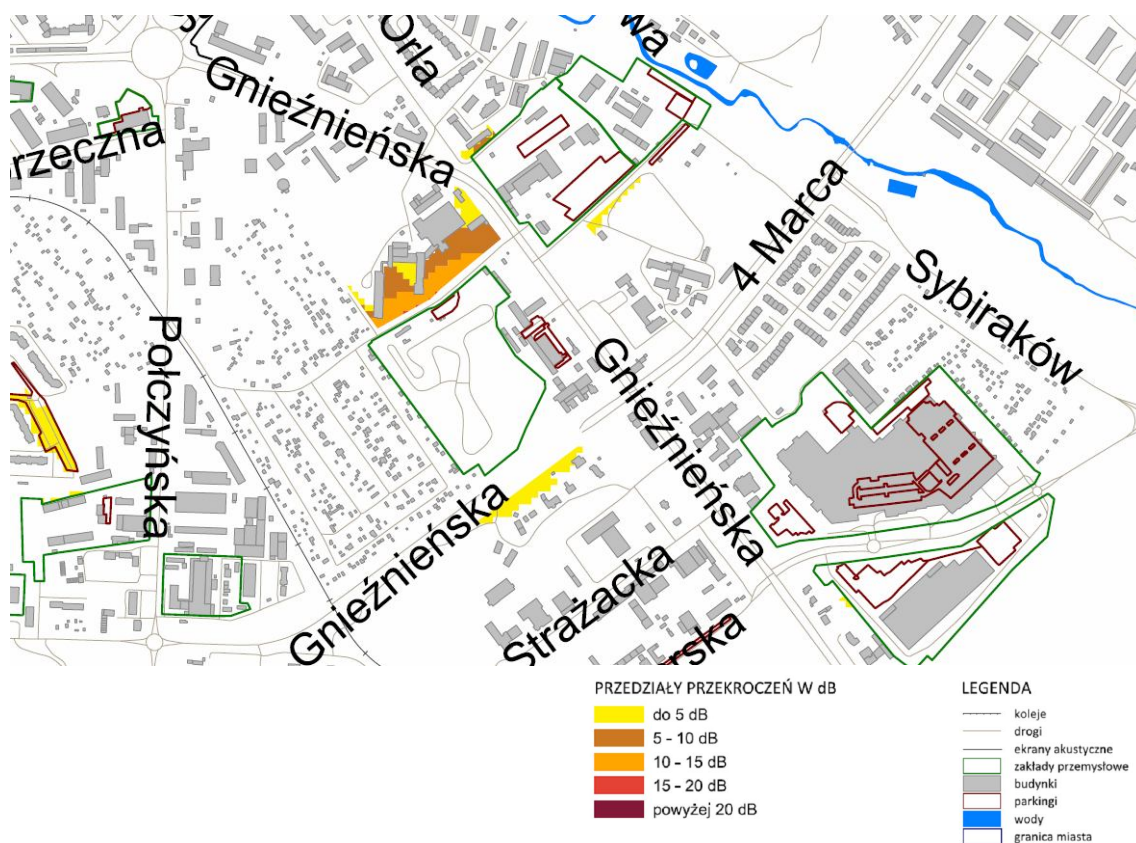 Orla
wa
Gnieźnieńska
rzeczna
4 Marca
Sybiraków
Połczyńska
Gnieźnieńska
Gnieźnieńska
Strażacka
rska
PRZEDZIAŁY PRZEKROCZEŃ W dB
do 5 dB
5 - 10 dB
10 - 15 dB
15 - 20 dB
powyżej 20 dB
LEGENDA
koleje
drogi
ekrany akustyczne
zakłady przemysłowe
budynki
parkingi
wody
granica miasta